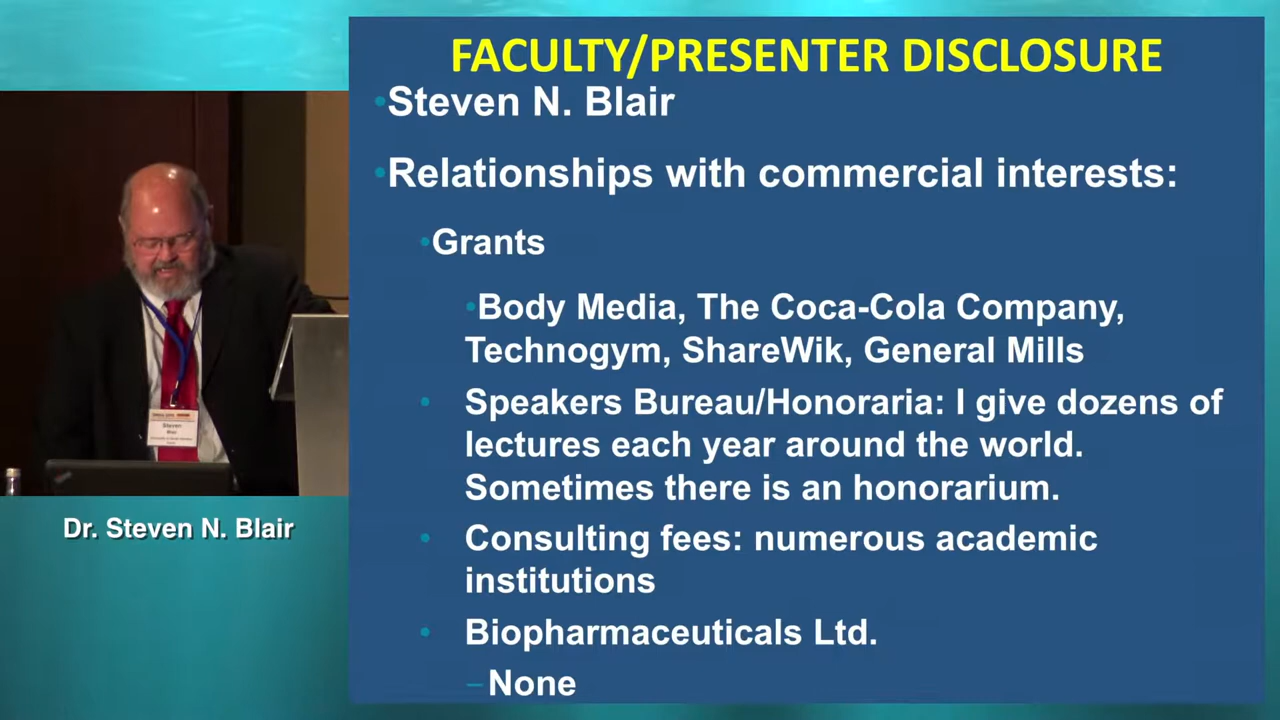 FACULTY/PRESENTER DISCLOSURE
•Steven N. Blair
•Relationships with commercial interests:
•Grants
•Body Media, The Coca-Cola Company,
Technogym, ShareWik, General Mills
• Speakers Bureau/Honoraria: I give dozens of
lectures each year around the world.
Sometimes there is an honorarium.
• Consulting fees: numerous academic
institutions
• Biopharmaceuticals Ltd.
–None
Steven
Blair
Dr. Steven N. Blair